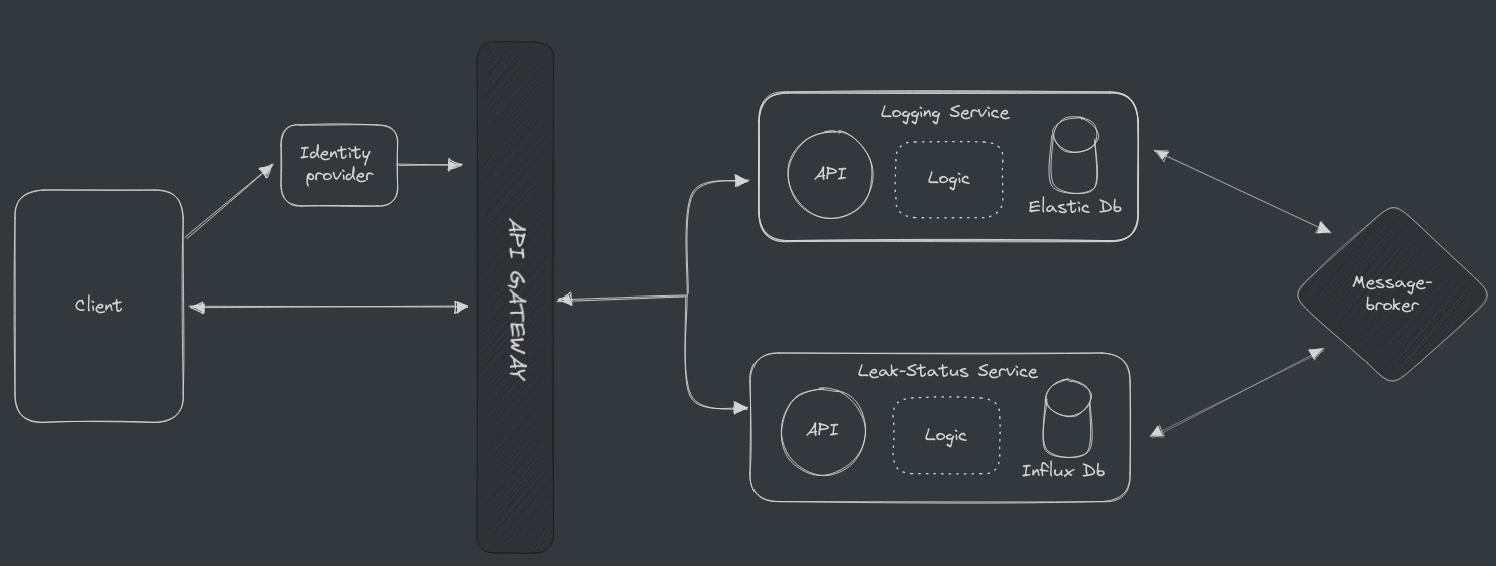 Identity
provider
Client
API GATEWAY
Logging Service
API
Logic
Elastic Db
Leak-Status Service
API
Logic
Influx Db
Message-
broker